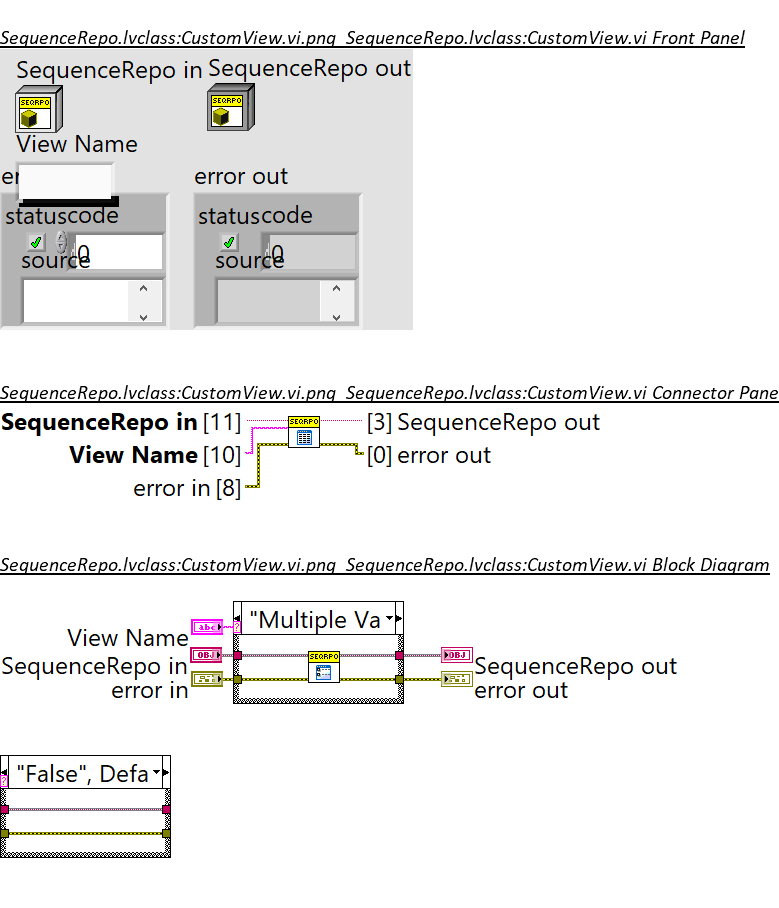 SequenceRepo.lvclass:CustomView.vi.png SequenceRepo.lvclass:CustomView.vi Front Panel
SequenceRepo in SequenceRepo out
SEQRPO SEQRPO
View Name
er error out
status code status code
0 0
source source
SequenceRepo.lvclass:CustomView.vi.png SequenceRepo.lvclass:CustomView.vi Connector Pane
SequenceRepo in [11] SEQRPO [3] SequenceRepo out
View Name [10] [0] error out
error in [8]
SequenceRepo.lvclass:CustomView.vi.png SequenceRepo.lvclass:CustomView.vi Block Diagram
abc "Multiple Va
View Name
OBJ SEQRPO OBJ
SequenceRepo in SequenceRepo out
error in error out
"False", Defa